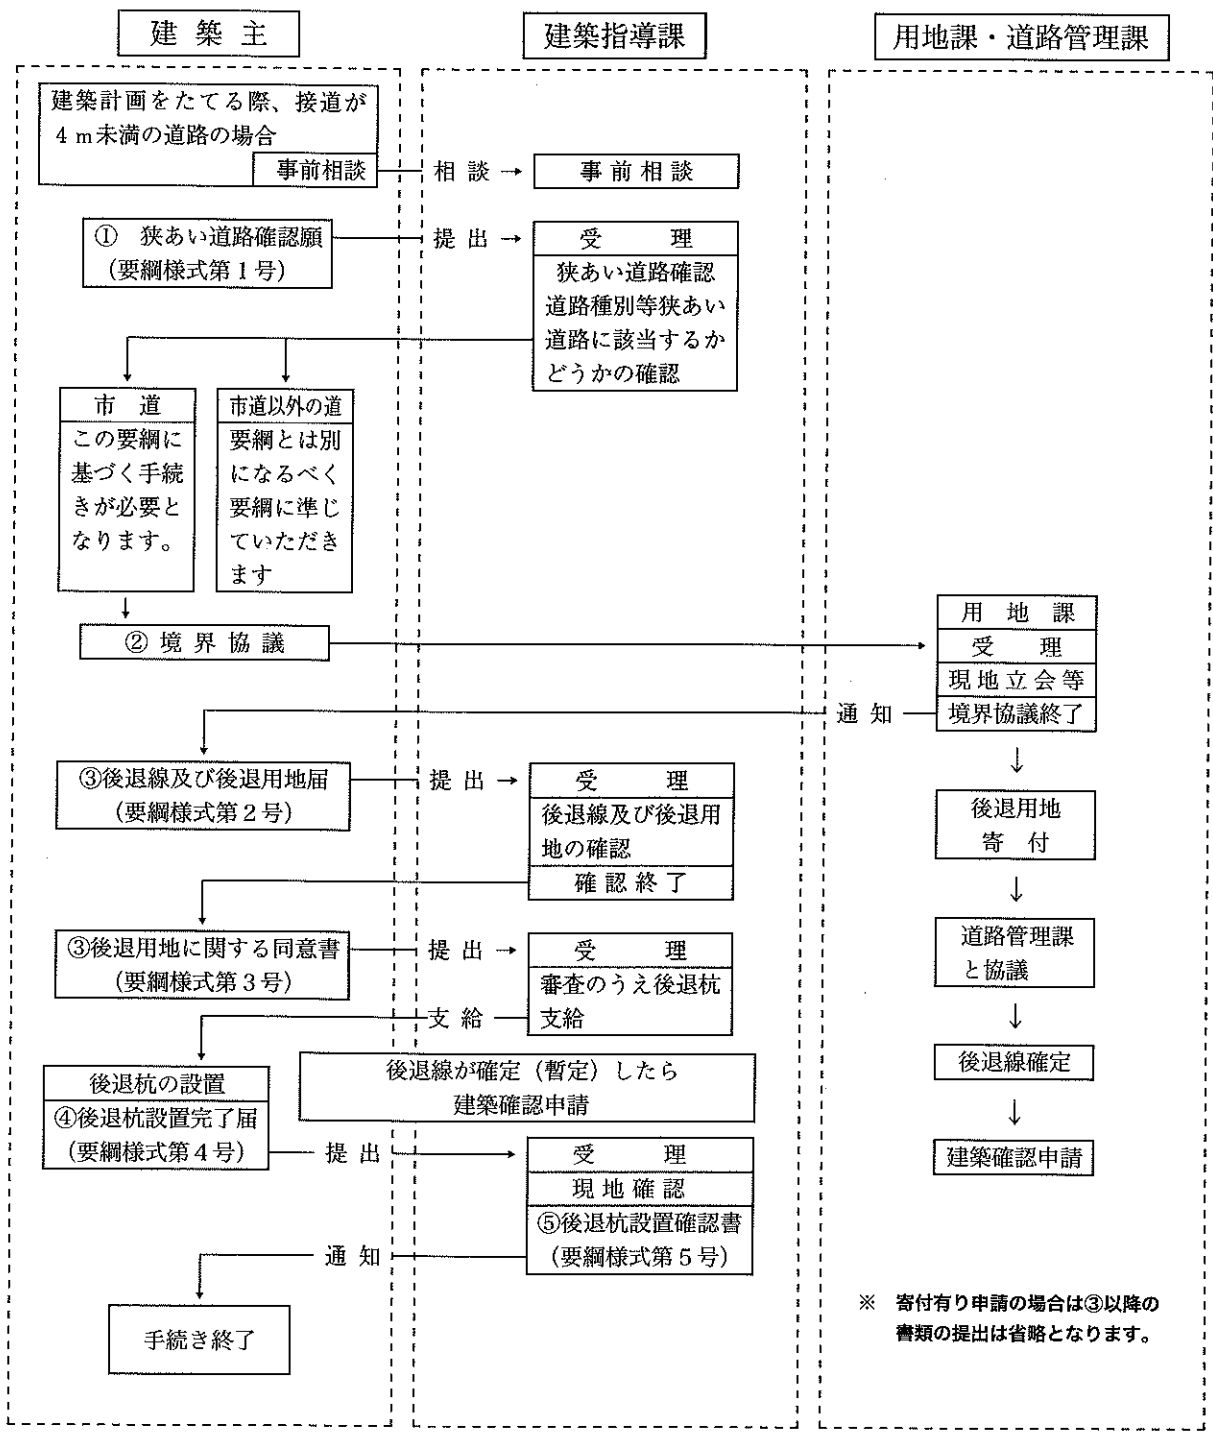 建築主
建築指導課
用地課・道路管理課
建築計画をたてる際、接道が
4m未満の道路の場合
事前相談
相談
事前相談
① 狭あい道路確認願
(要綱様式第1号)
提出
受理
狭あい道路確認
道路種別等狭あい
道路に該当するか
どうかの確認
市道
この要綱に
基づく手続
きが必要と
なります。
市道以外の道
要綱とは別
になるべく
要綱に準じ
ていただき
ます
②境界協議
用地課
受理
現地立会等
境界協議終了
通知
③後退線及び後退用地届
(要綱様式第2号)
提出
受理
後退線及び後退用
地の確認
確認終了
後退用地
寄付
③後退用地に関する同意書
(要綱様式第3号)
提出
受理
審査のうえ後退杭
支給
支給
道路管理課
と協議
後退線確定
建築確認申請
後退杭の設置
④後退杭設置完了届
(要綱様式第4号)
後退線が確定(暫定)したら
建築確認申請
提出
受理
現地確認
⑤後退杭設置確認書
(要綱様式第5号)
通知
手続き終了
※ 寄付有り申請の場合は③以降の
書類の提出は省略となります。